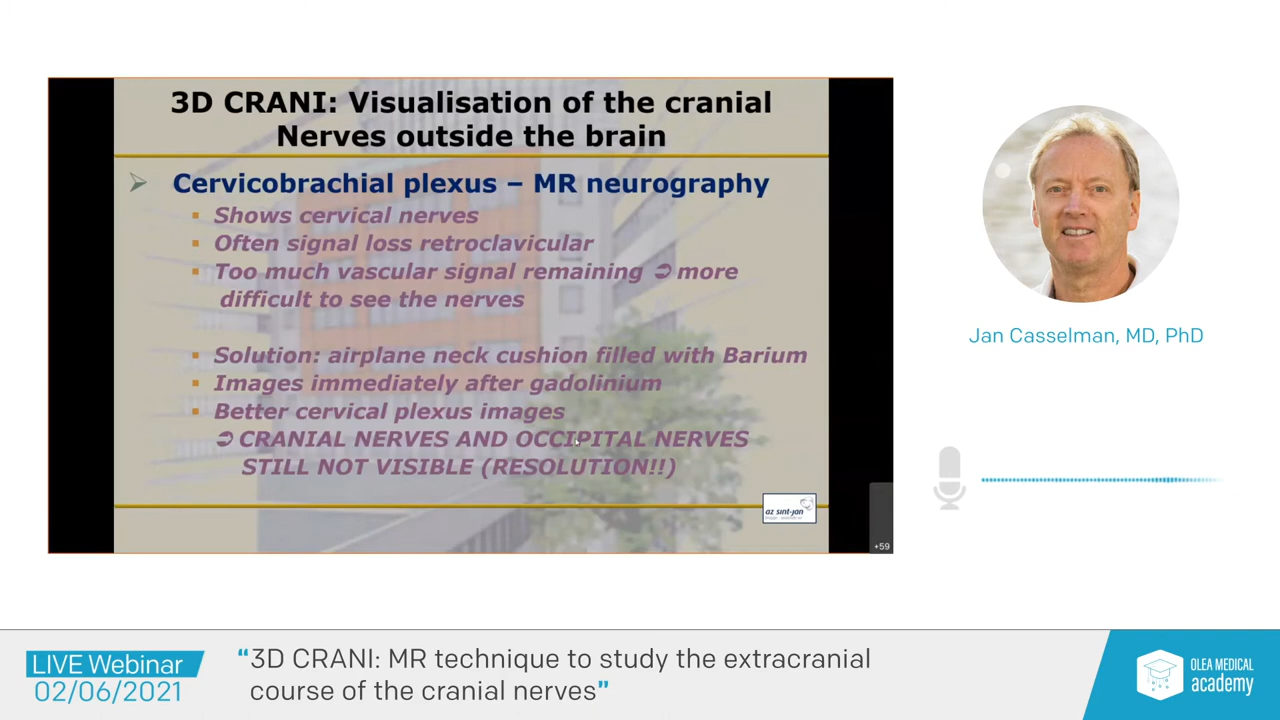 3D CRANI: Visualisation of the cranial
Nerves outside the brain
Cervicobrachial plexus – MR neurography
Shows cervical nerves
Often signal loss retroclavicular
Too much vascular signal remaining ➲ more
difficult to see the nerves
Solution: airplane neck cushion filled with Barium
Images immediately after gadolinium
Better cervical plexus images
➲ CRANIAL NERVES AND OCCIPITAL NERVES
STILL NOT VISIBLE (RESOLUTION!!)
az sint-jan
+59
Jan Casselman, MD, PhD
LIVE Webinar
02/06/2021
“3D CRANI: MR technique to study the extracranial
course of the cranial nerves”
OLEA MEDICAL
academy